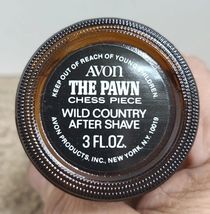 KEEP OUT OF REACH OF YOUNG CHILDREN
AVON
THE PAWN
CHESS PIECE
WILD COUNTRY
AFTER SHAVE
3 FL. OZ.
AVON PRODUCTS, INC., NEW YORK, N.Y. 10019